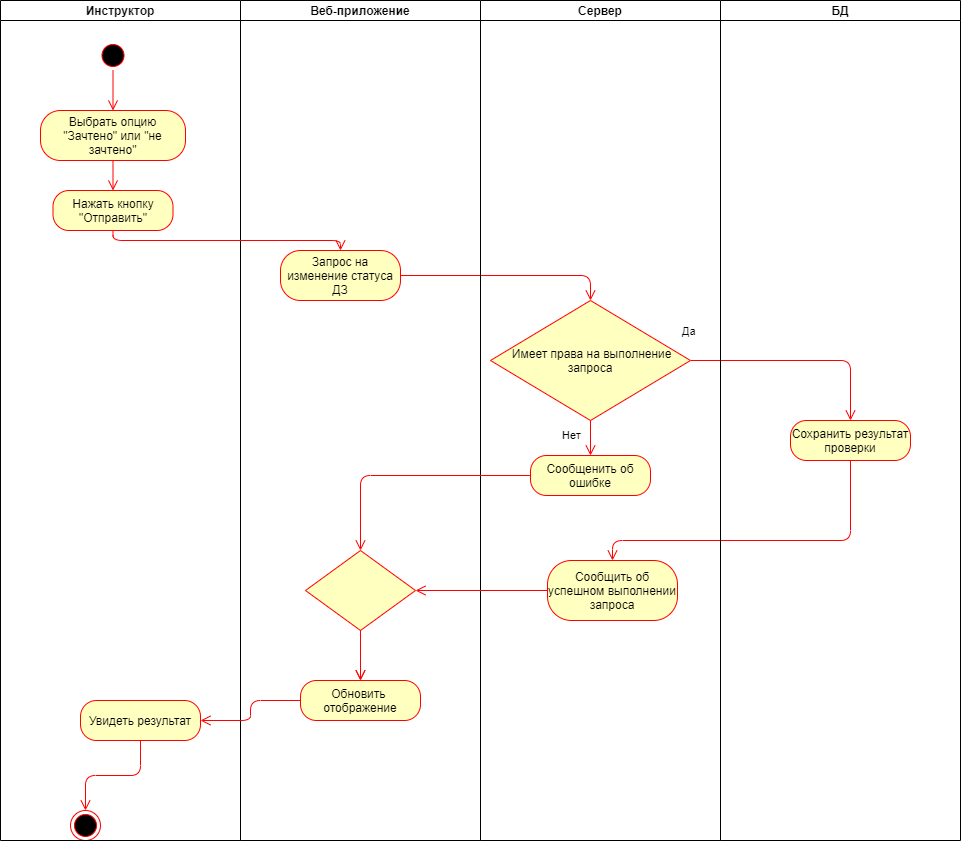 Инструктор
Веб-приложение
Сервер
БД
Выбрать опцию
"Зачтено" или "не
зачтено"
Нажать кнопку
"Отправить"
Запрос на
изменение статуса
ДЗ
Да
Имеет права на выполнение
запроса
Нет
Сохранить результат
проверки
Сообщенить об
ошибке
Сообщить об
успешном выполнении
запроса
Обновить
отображение
Увидеть результат